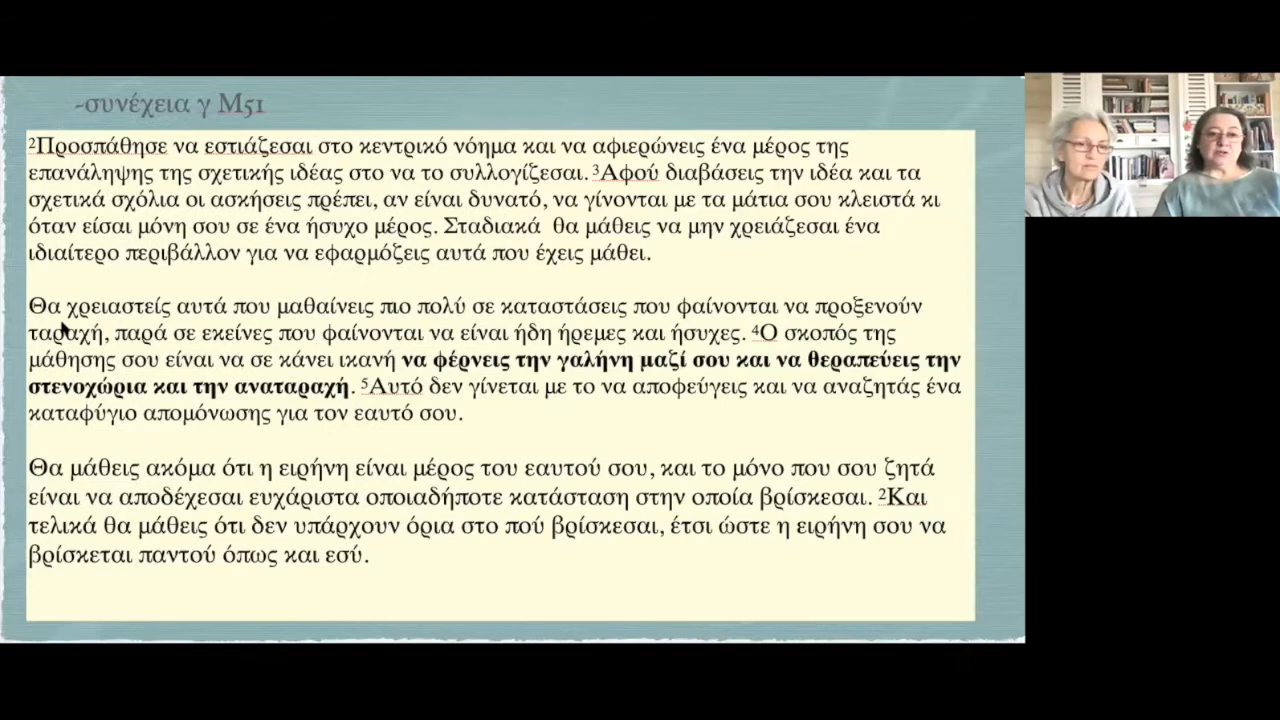 -συνέχεια γ Μ51
²Προσπάθησε να εστιάζεσαι στο κεντρικό νόημα και να αφιερώνεις ένα μέρος της
επανάληψης της σχετικής ιδέας στο να το συλλογίζεσαι. ³Αφού διαβάσεις την ιδέα και τα
σχετικά σχόλια οι ασκήσεις πρέπει, αν είναι δυνατό, να γίνονται με τα μάτια σου κλειστά κι
όταν είσαι μόνη σου σε ένα ήσυχο μέρος. Σταδιακά θα μάθεις να μην χρειάζεσαι ένα
ιδιαίτερο περιβάλλον για να εφαρμόζεις αυτά που έχεις μάθει.
Θα χρειαστείς αυτά που μαθαίνεις πιο πολύ σε καταστάσεις που φαίνονται να προξενούν
ταραχή, παρά σε εκείνες που φαίνονται να είναι ήδη ήρεμες και ήσυχες. ⁴Ο σκοπός της
μάθησης σου είναι να σε κάνει ικανή να φέρνεις την γαλήνη μαζί σου και να θεραπεύεις την
στενοχώρια και την αναταραχή. ⁵Αυτό δεν γίνεται με το να αποφεύγεις και να αναζητάς ένα
καταφύγιο απομόνωσης για τον εαυτό σου.
Θα μάθεις ακόμα ότι η ειρήνη είναι μέρος του εαυτού σου, και το μόνο που σου ζητά
είναι να αποδέχεσαι ευχάριστα οποιαδήποτε κατάσταση στην οποία βρίσκεσαι. ²Και
τελικά θα μάθεις ότι δεν υπάρχουν όρια στο πού βρίσκεσαι, έτσι ώστε η ειρήνη σου να
βρίσκεται παντού όπως και εσύ.